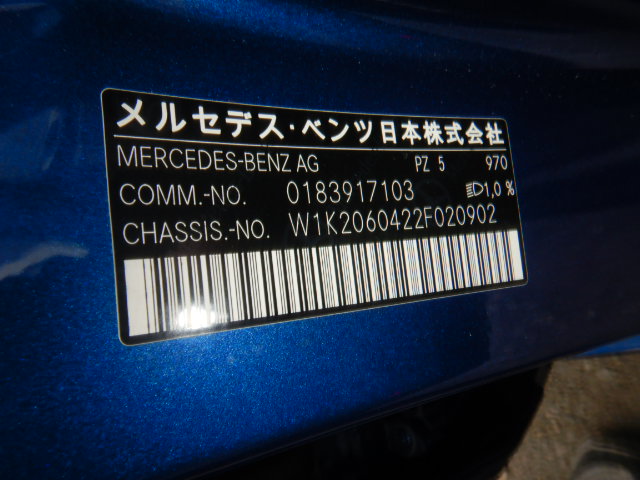 メルセデス・ベンツ日本株式会社
MERCEDES-BENZ AG PZ 5 970
COMM.-NO. 0183917103 1,0 %
CHASSIS.-NO. W1K2060422F020902